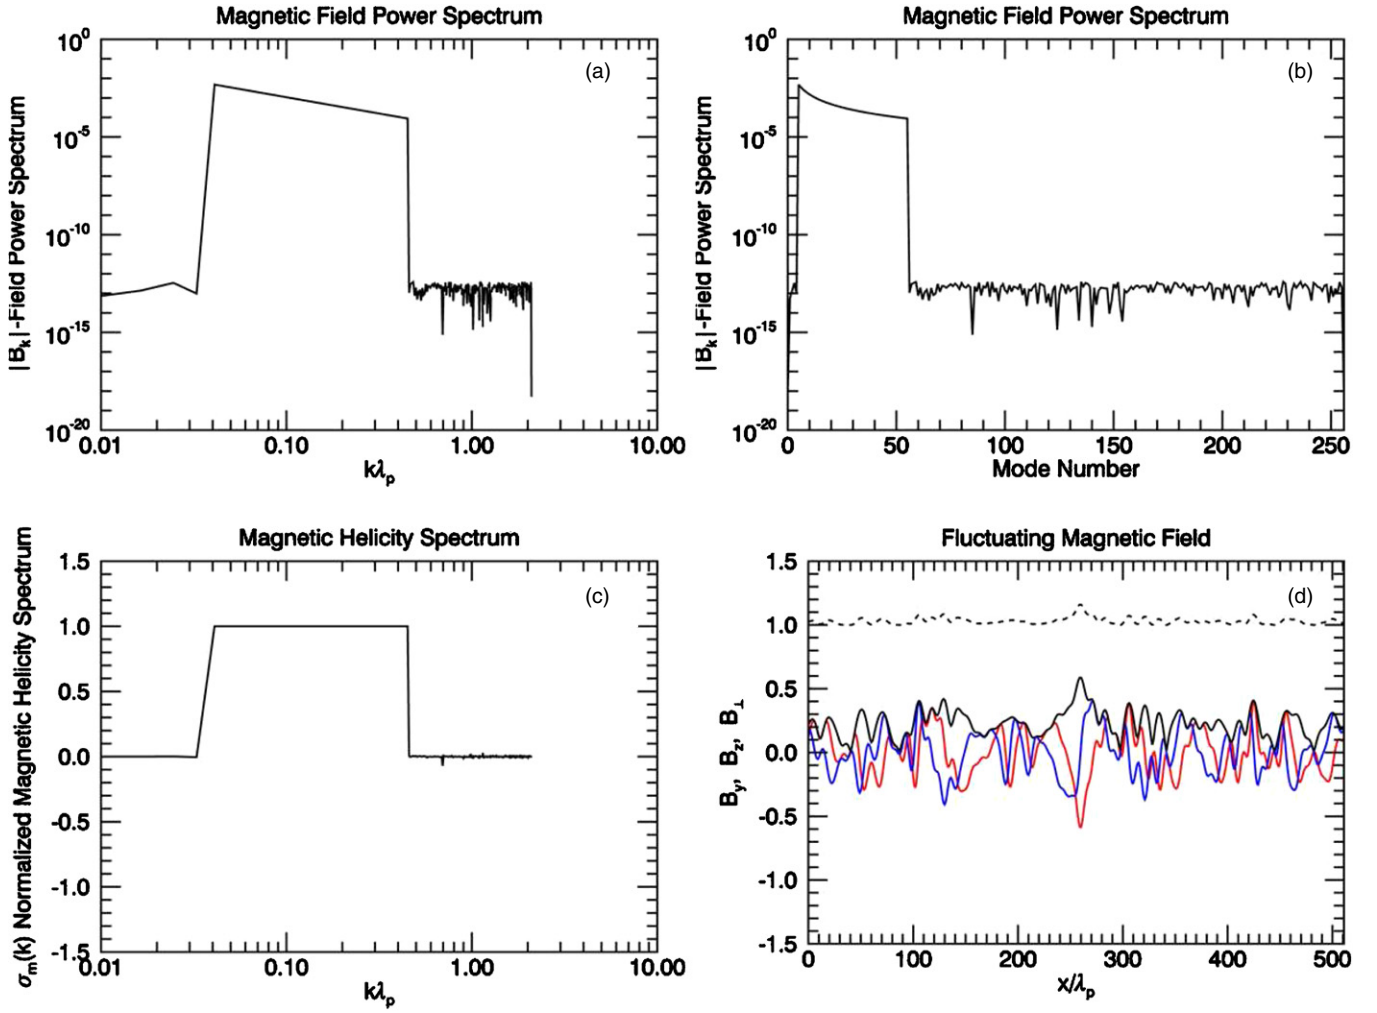 Magnetic Field Power Spectrum
(a)
|B_k|-Field Power Spectrum
10^0
10^-5
10^-10
10^-15
10^-20
0.01 0.10 1.00 10.00
kλ_p
Magnetic Field Power Spectrum
(b)
|B_k|-Field Power Spectrum
10^0
10^-5
10^-10
10^-15
10^-20
0 50 100 150 200 250
Mode Number
Magnetic Helicity Spectrum
(c)
σ_m(k) Normalized Magnetic Helicity Spectrum
1.5
1.0
0.5
0.0
-0.5
-1.0
-1.5
0.01 0.10 1.00 10.00
kλ_p
Fluctuating Magnetic Field
(d)
B_y, B_z, B_⊥
1.5
1.0
0.5
0.0
-0.5
-1.0
-1.5
0 100 200 300 400 500
x/λ_p